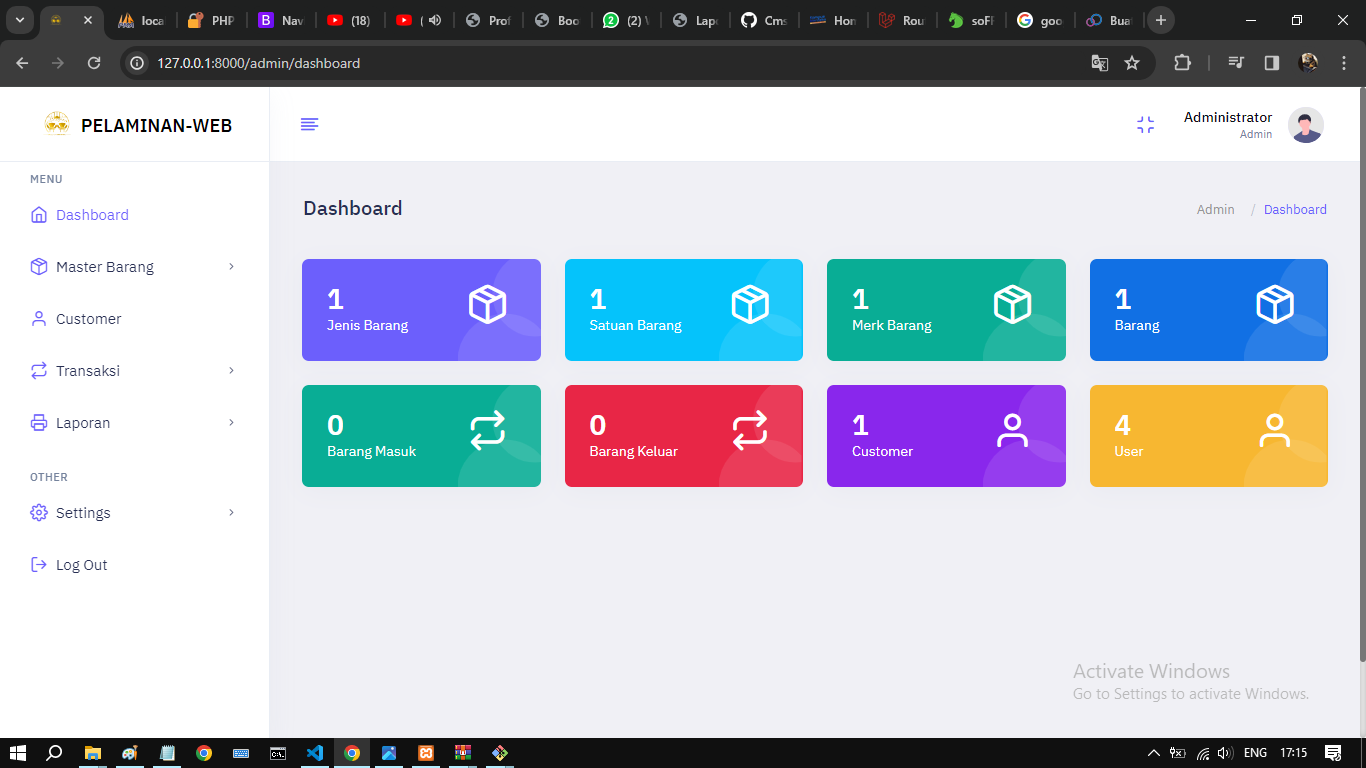 loca
PHP
B
Nav
(18)
(
Prof
Boo
2
(2)
Lapo
Cms
Hon
Rou
soFF
goo
Bua
127.0.0.1:8000/admin/dashboard
PELAMINAN-WEB
Administrator
Admin
MENU
Dashboard
Master Barang
Customer
Transaksi
Laporan
OTHER
Settings
Log Out
Dashboard
Admin / Dashboard
1
Jenis Barang
1
Satuan Barang
1
Merk Barang
1
Barang
0
Barang Masuk
0
Barang Keluar
1
Customer
4
User
Activate Windows
Go to Settings to activate Windows.
ENG
17:15